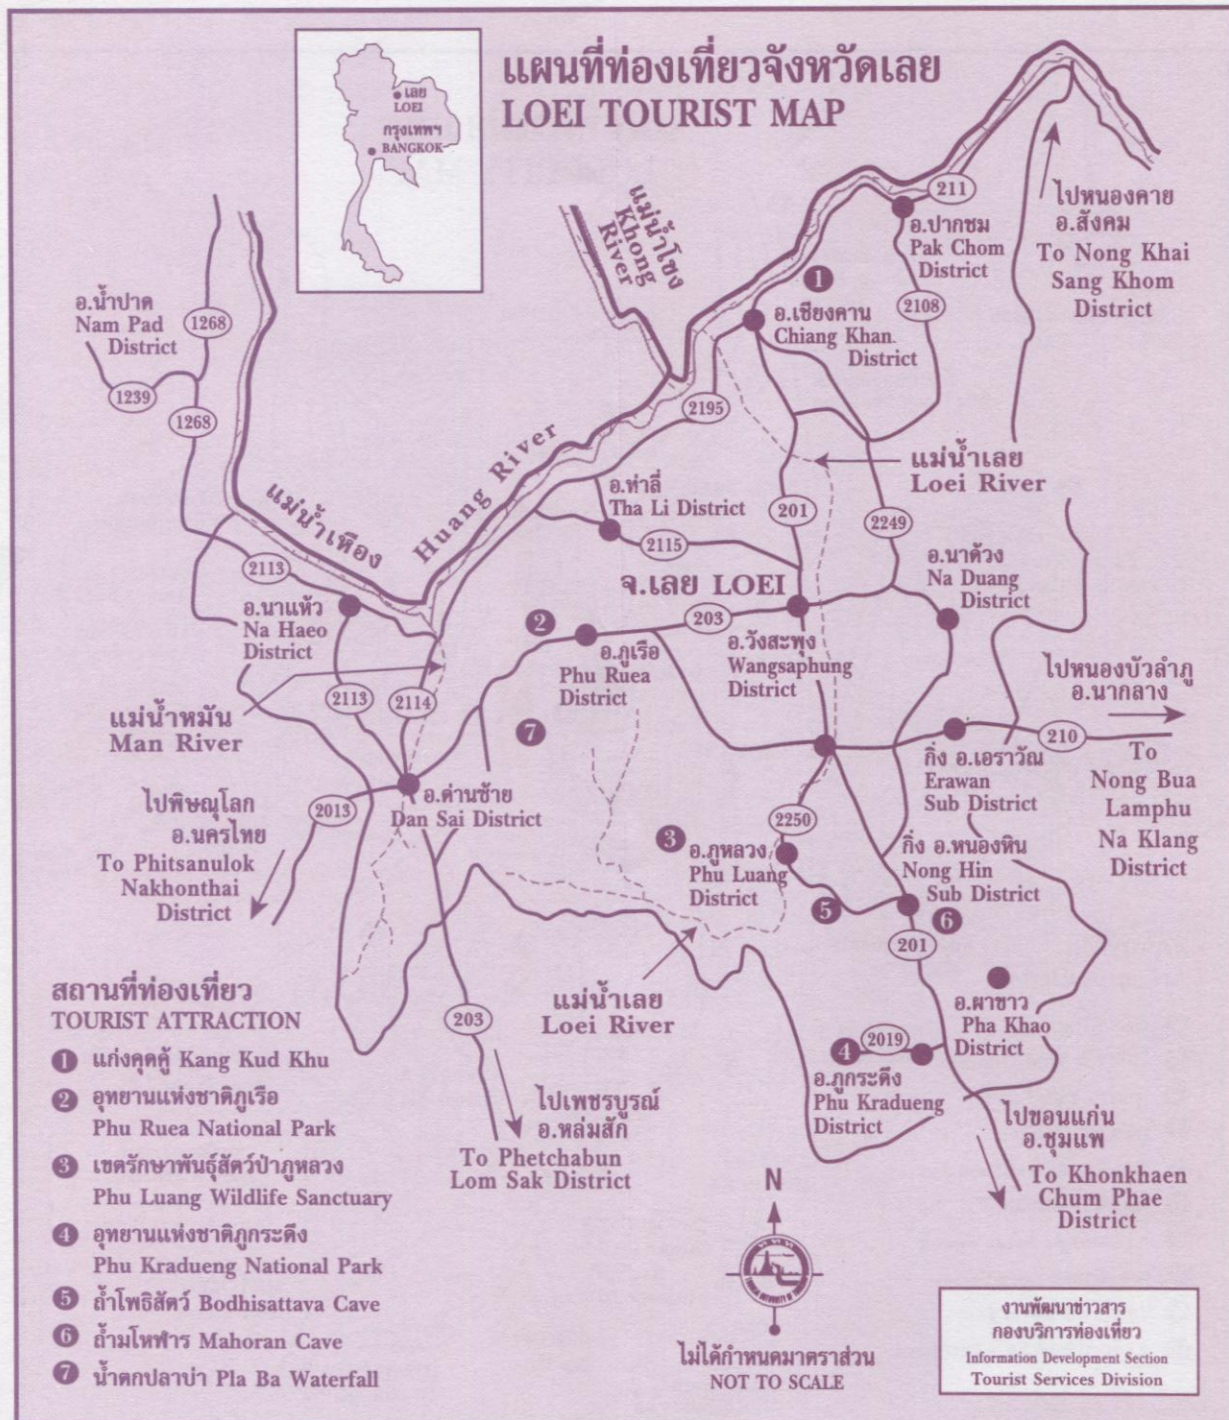 แผนที่ท่องเที่ยวจังหวัดเลย
LOEI TOURIST MAP
เลย
LOEI
กรุงเทพฯ
BANGKOK
แม่น้ำโขง
Khong
River
211
อ.ปากชม
Pak Chom
District
ไปหนองคาย
อ.สังคม
To Nong Khai
Sang Khom
District
1
อ.น้ำปาด
Nam Pad
District
1268
2108
อ.เชียงคาน
Chiang Khan
District
1239
1268
2195
แม่น้ำเลย
Loei River
แม่น้ำเหือง
Huang River
อ.ท่าลี่
Tha Li District
201
2249
2115
2113
อ.นาด้วง
Na Duang
District
จ.เลย LOEI
อ.นาแห้ว
Na Haeo
District
2
203
อ.ภูเรือ
Phu Ruea
District
อ.วังสะพุง
Wangsaphung
District
ไปหนองบัวลำภู
อ.นากลาง
2113
2114
แม่น้ำหมัน
Man River
7
210
กิ่ง อ.เอราวัณ
Erawan
Sub District
To
Nong Bua
Lamphu
Na Klang
District
อ.ด่านซ้าย
Dan Sai District
2013
ไปพิษณุโลก
อ.นครไทย
To Phitsanulok
Nakhonthai
District
2250
3
อ.ภูหลวง
Phu Luang
District
กิ่ง อ.หนองหิน
Nong Hin
Sub District
5
6
201
แม่น้ำเลย
Loei River
อ.ผาขาว
Pha Khao
District
203
4
2019
อ.ภูกระดึง
Phu Kradueng
District
ไปเพชรบูรณ์
อ.หล่มสัก
To Phetchabun
Lom Sak District
ไปขอนแก่น
อ.ชุมแพ
To Khonkhaen
Chum Phae
District
สถานที่ท่องเที่ยว
TOURIST ATTRACTION
1 แก่งคุดคู้ Kang Kud Khu
2 อุทยานแห่งชาติภูเรือ
Phu Ruea National Park
3 เขตรักษาพันธุ์สัตว์ป่าภูหลวง
Phu Luang Wildlife Sanctuary
4 อุทยานแห่งชาติภูกระดึง
Phu Kradueng National Park
5 ถ้ำโพธิสัตว์ Bodhisattava Cave
6 ถ้ำมโหฬาร Mahoran Cave
7 น้ำตกปลาบ่า Pla Ba Waterfall
N
ไม่ได้กำหนดมาตราส่วน
NOT TO SCALE
งานพัฒนาข่าวสาร
กองบริการท่องเที่ยว
Information Development Section
Tourist Services Division